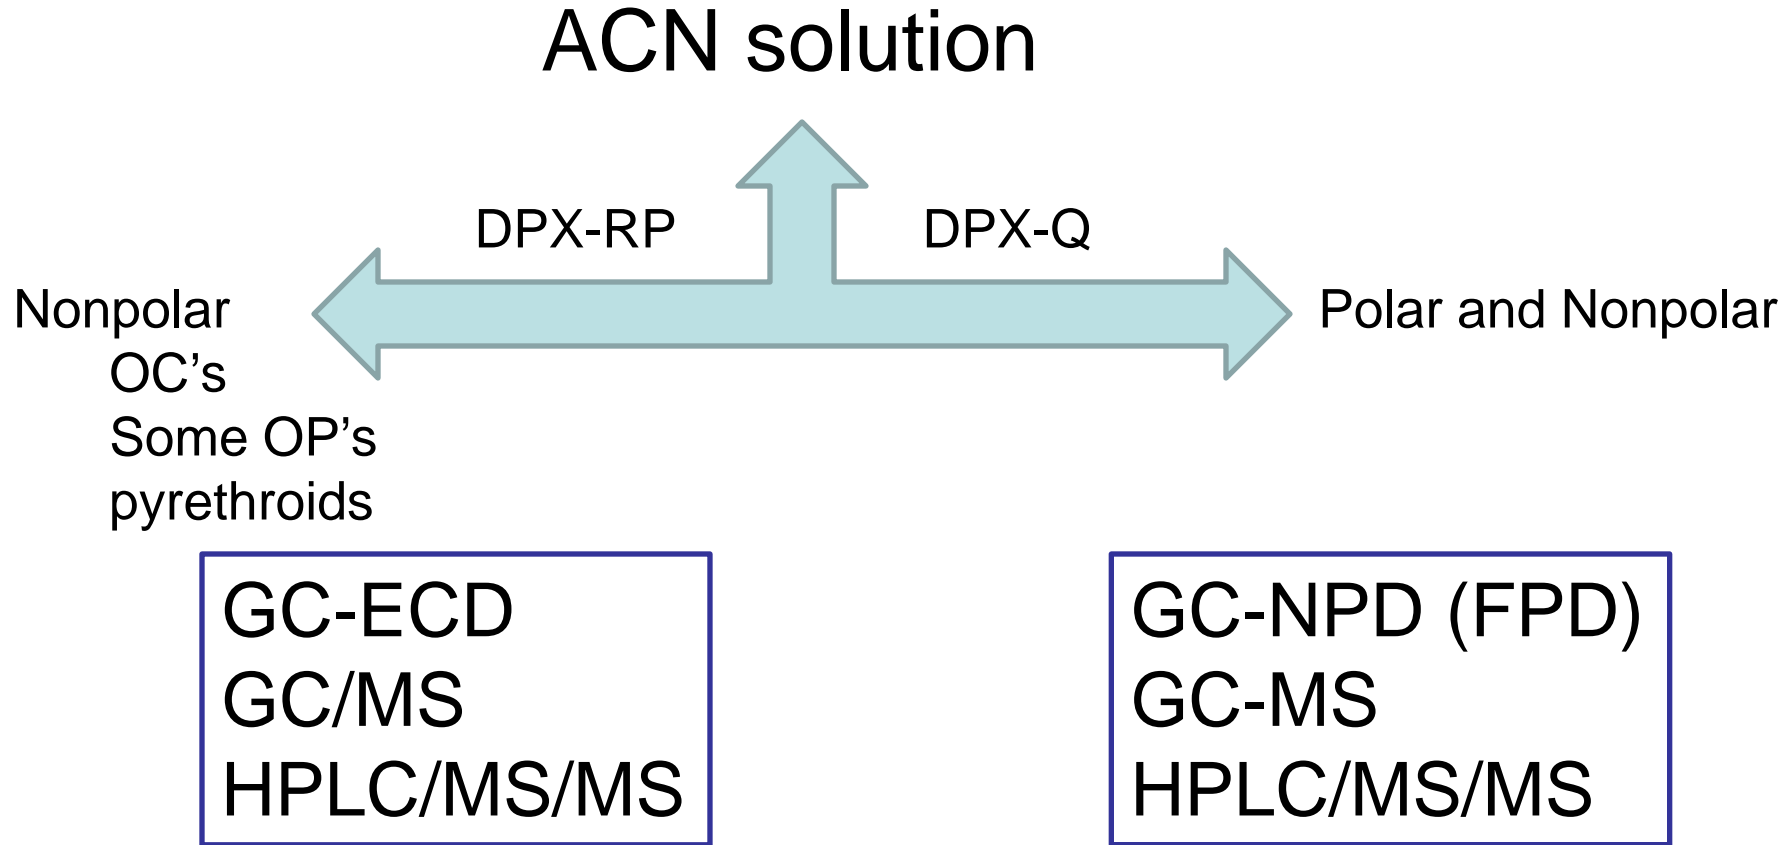 ACN solution
DPX-RP
DPX-Q
Nonpolar
OC’s
Some OP’s
pyrethroids
Polar and Nonpolar
GC-ECD
GC/MS
HPLC/MS/MS
GC-NPD (FPD)
GC-MS
HPLC/MS/MS